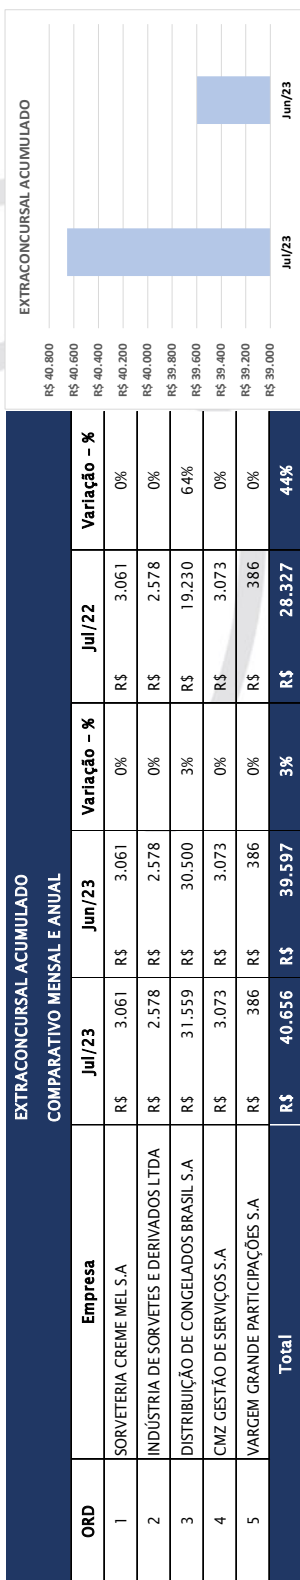 EXTRACONCURSAL ACUMULADO
COMPARATIVO MENSAL E ANUAL
ORD Empresa Jul/23 Jun/23 Variação – % Jul/22 Variação – %
1 SORVETERIA CREME MEL S.A R$ 3.061 R$ 3.061 0% R$ 3.061 0%
2 INDÚSTRIA DE SORVETES E DERIVADOS LTDA R$ 2.578 R$ 2.578 0% R$ 2.578 0%
3 DISTRIBUIÇÃO DE CONGELADOS BRASIL S.A R$ 31.559 R$ 30.500 3% R$ 19.230 64%
4 CMZ GESTÃO DE SERVIÇOS S.A R$ 3.073 R$ 3.073 0% R$ 3.073 0%
5 VARGEM GRANDE PARTICIPAÇÕES S.A R$ 386 R$ 386 0% R$ 386 0%
Total R$ 40.656 R$ 39.597 3% R$ 28.327 44%
EXTRACONCURSAL ACUMULADO
R$ 40.800
R$ 40.600
R$ 40.400
R$ 40.200
R$ 40.000
R$ 39.800
R$ 39.600
R$ 39.400
R$ 39.200
R$ 39.000
Jul/23 Jun/23